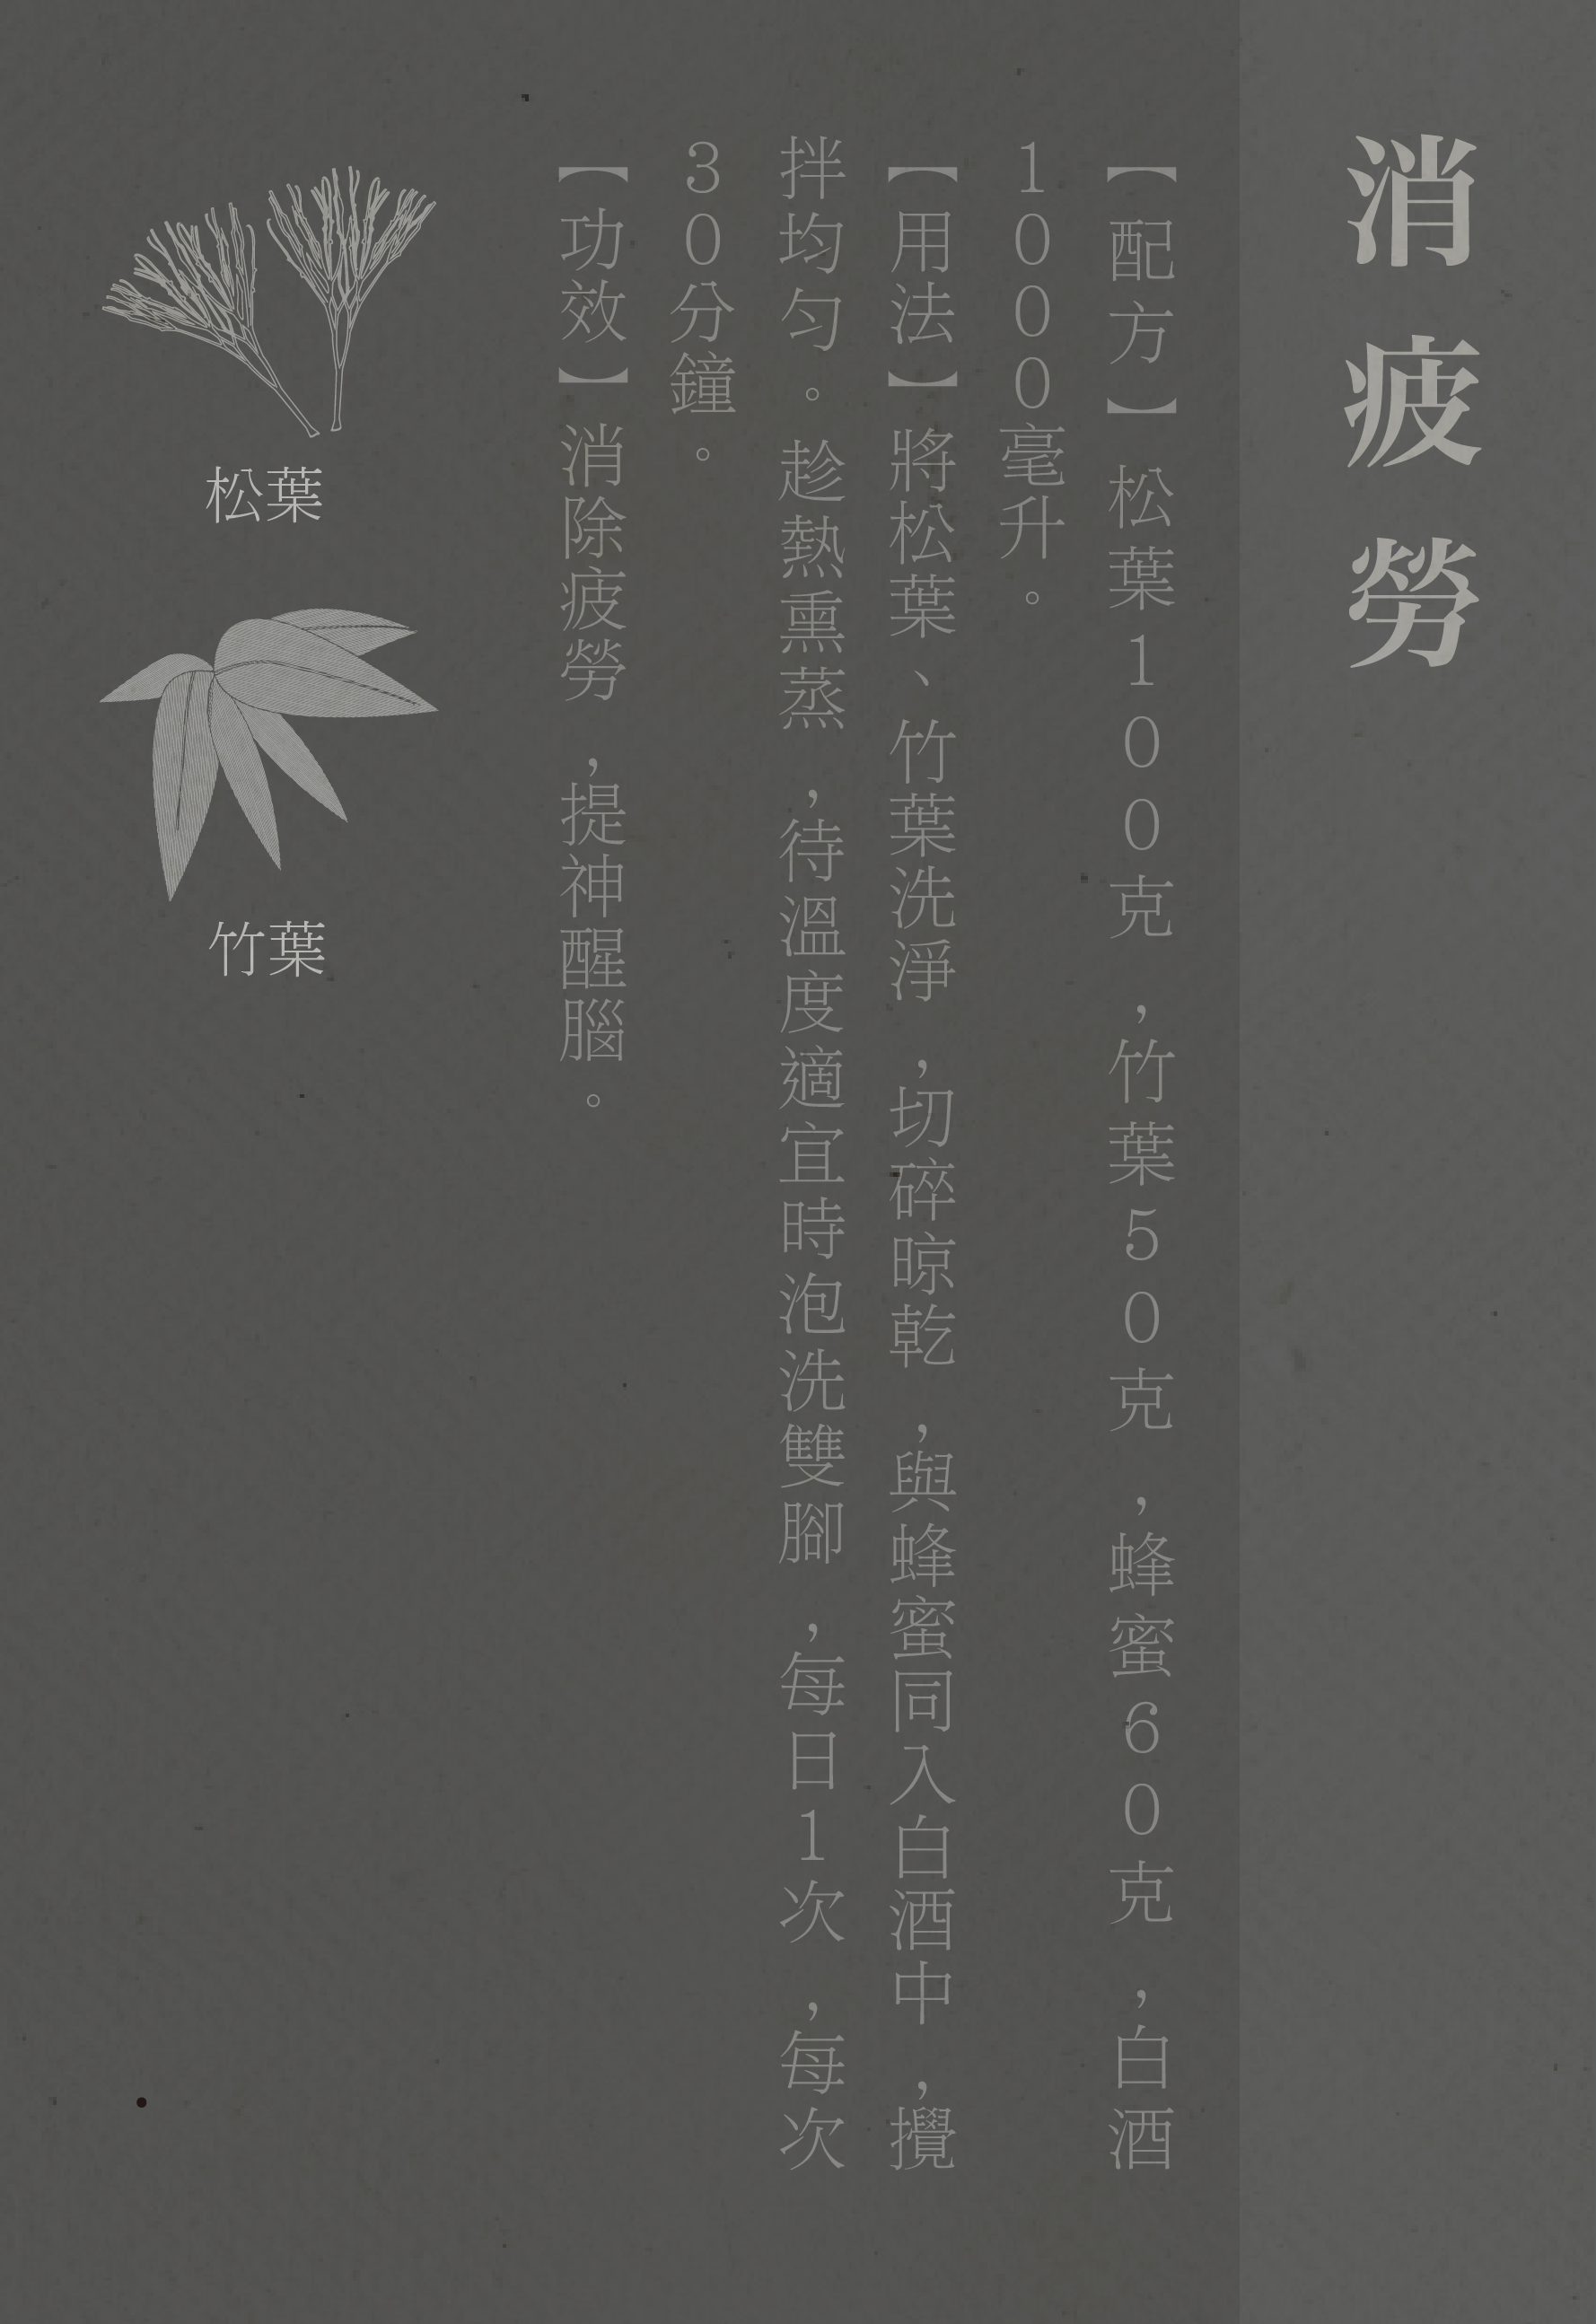 消疲勞
【配方】松葉100克，竹葉50克，蜂蜜60克，白酒
1000毫升。
【用法】將松葉、竹葉洗淨，切碎晾乾，與蜂蜜同入白酒中，攪
拌均勻。趁熱熏蒸，待溫度適宜時泡洗雙腳，每日1次，每次
30分鐘。
【功效】消除疲勞，提神醒腦。
松葉
竹葉